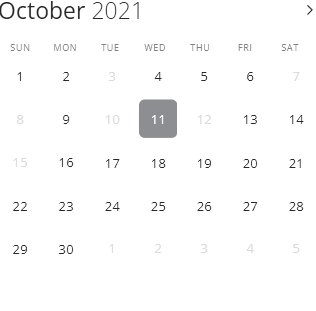 October 2021
SUN MON TUE WED THU FRI SAT
1 2 3 4 5 6 7
8 9 10 11 12 13 14
15 16 17 18 19 20 21
22 23 24 25 26 27 28
29 30 1 2 3 4 5